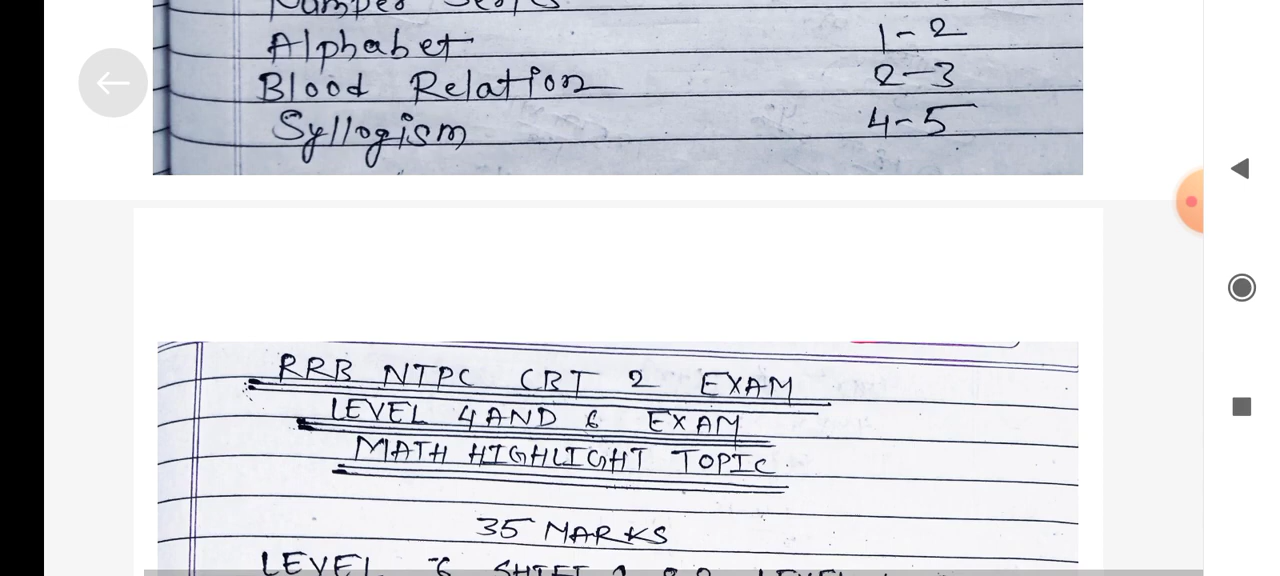 Alphabet 1-2
Blood Relation 2-3
Syllogism 4-5
RRB NTPC CBT 2 EXAM
LEVEL 4 AND 6 EXAM
MATH HIGHLIGHT TOPIC
35 MARKS
LEVEL